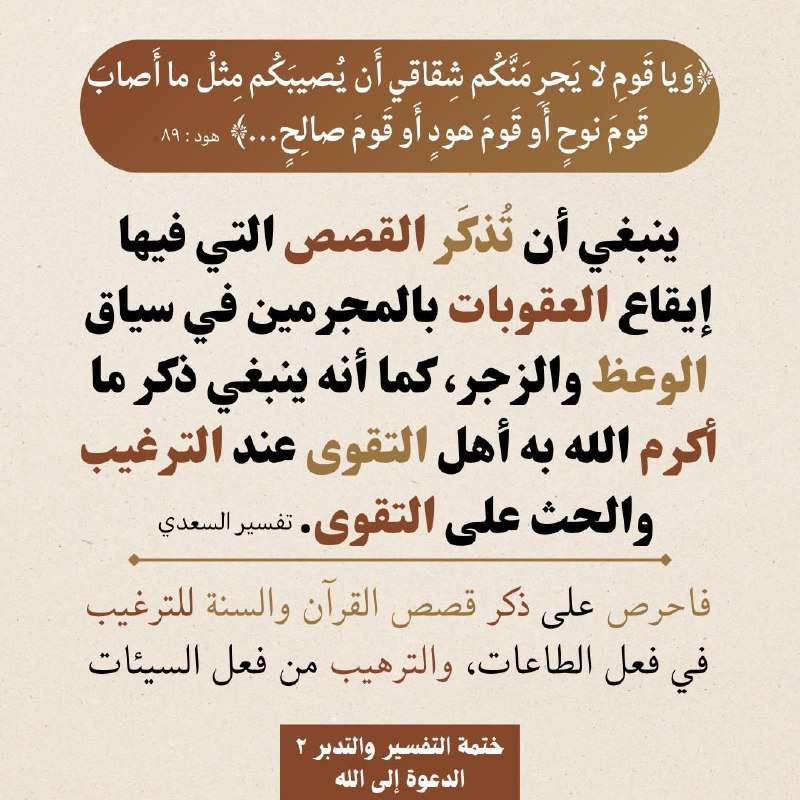 ﴿وَيا قَومِ لا يَجرِمَنَّكُم شِقاقي أَن يُصيبَكُم مِثلُ ما أَصابَ
قَومَ نوحٍ أَو قَومَ هودٍ أَو قَومَ صالِحٍ...﴾ هود : ٨٩
ينبغي أن تُذكَر القصص التي فيها
إيقاع العقوبات بالمجرمين في سياق
الوعظ والزجر، كما أنه ينبغي ذكر ما
أكرم الله به أهل التقوى عند الترغيب
والحث على التقوى. تفسير السعدي
فاحرص على ذكر قصص القرآن والسنة للترغيب
في فعل الطاعات، والترهيب من فعل السيئات
ختمة التفسير والتدبر ٢
الدعوة إلى الله